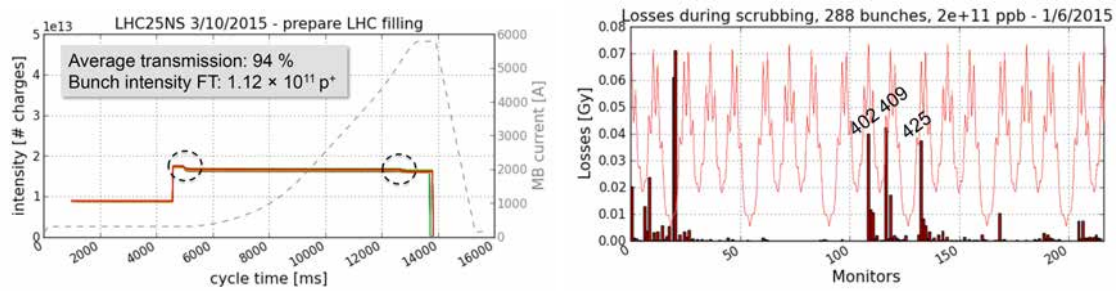 LHC25NS 3/10/2015 - prepare LHC filling
1e13
Average transmission: 94 %
Bunch intensity FT: 1.12 × 10¹¹ p⁺
intensity [# charges]
5
4
3
2
1
0
MB current [A]
6000
5000
4000
3000
2000
1000
0
0 2000 4000 6000 8000 10000 12000 14000 16000
cycle time [ms]
Losses during scrubbing, 288 bunches, 2e+11 ppb - 1/6/2015
Losses [Gy]
0.08
0.07
0.06
0.05
0.04
0.03
0.02
0.01
0.00
402 409
425
0 50 100 150 200
Monitors